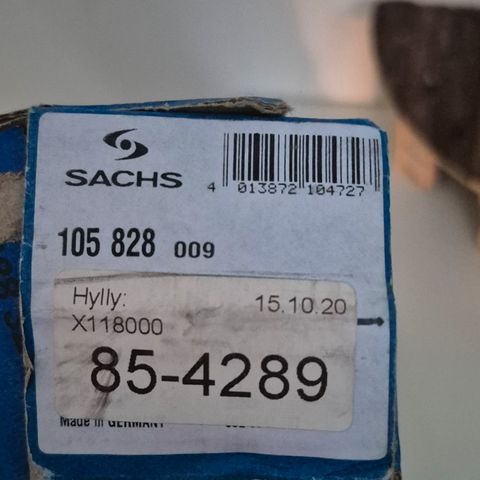 SACHS
4 013872 104727
105 828 009
Hylly: 15.10.20
X118000
85-4289
Made in GERMANY